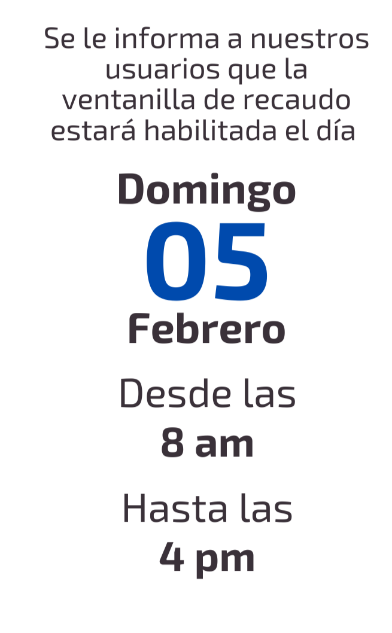 Se le informa a nuestros
usuarios que la
ventanilla de recaudo
estará habilitada el día
Domingo
05
Febrero
Desde las
8 am
Hasta las
4 pm